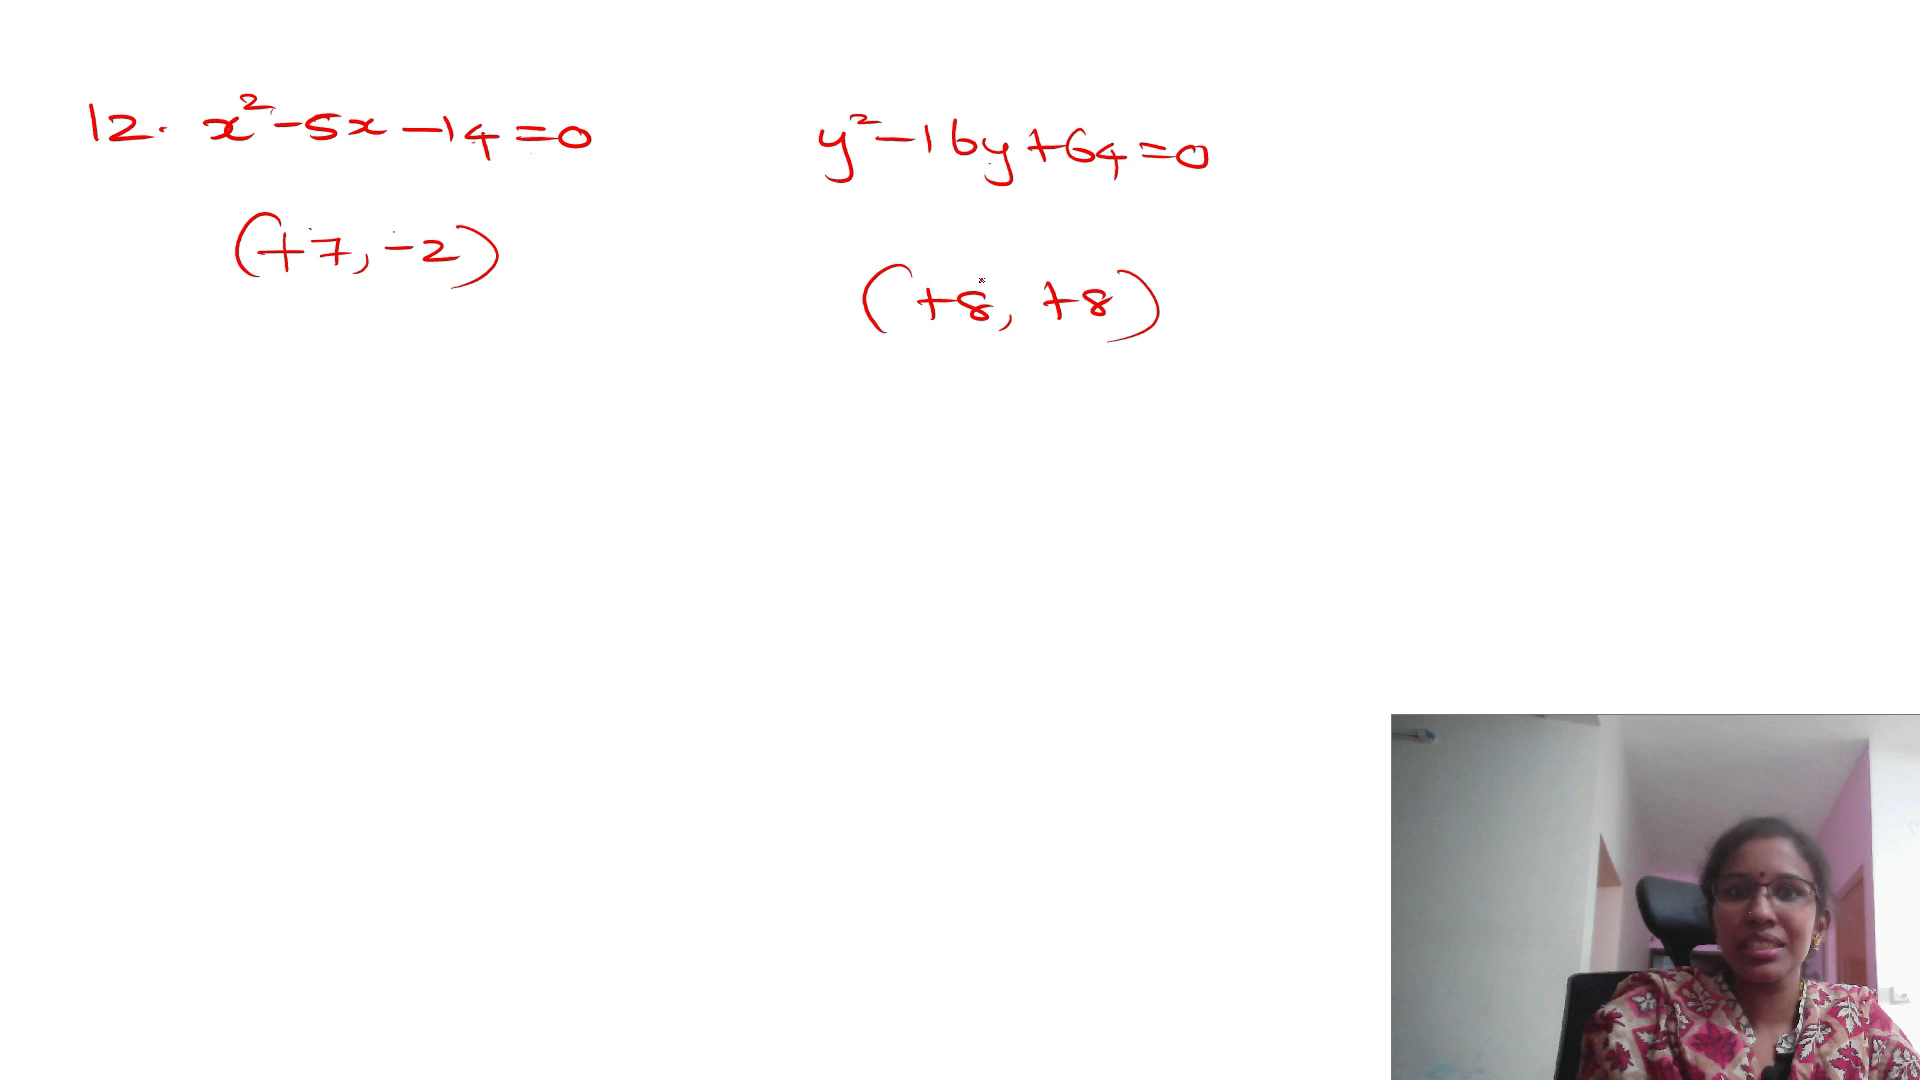 12. x²-5x-14=0
(+7, -2)
y²-16y+64=0
(+8, +8)